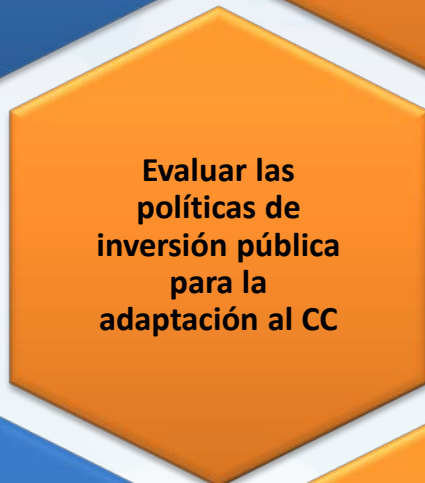 Evaluar las
políticas de
inversión pública
para la
adaptación al CC